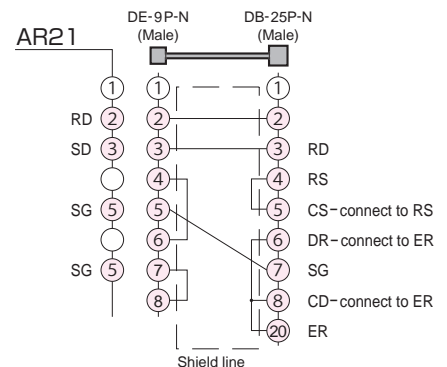 DE-9P-N DB-25P-N
(Male) (Male)
AR21
1 1 1
RD 2 2 2
SD 3 3 3 RD
4 4 RS
SG 5 5 5 CS-connect to RS
6 6 DR-connect to ER
SG 5 7 7 SG
8 8 CD-connect to ER
20 ER
Shield line